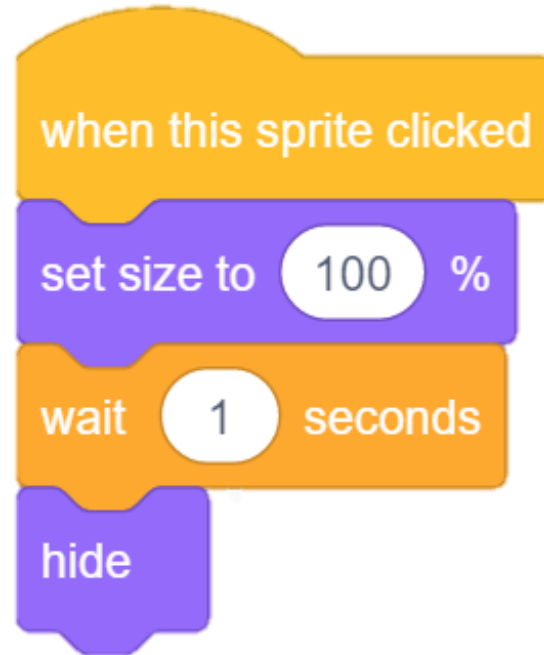 when this sprite clicked
set size to 100 %
wait 1 seconds
hide